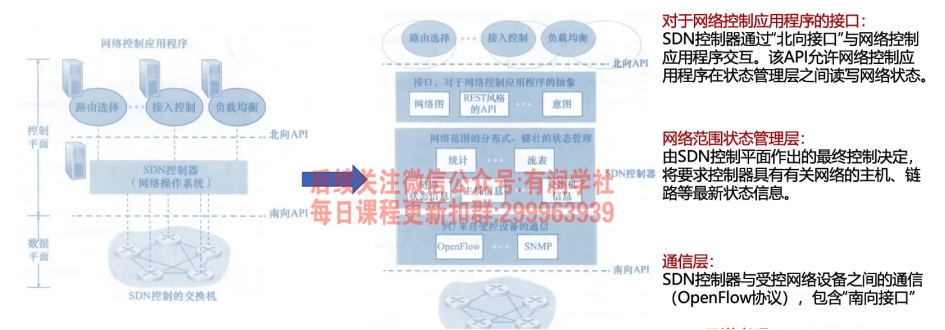 网络控制应用程序
路由选择 ··· 接入控制 负载均衡
北向API
控制
平面
SDN控制器
（网络操作系统）
南向API
数据
平面
SDN控制的交换机
路由选择 ··· 接入控制 负载均衡
北向API
接口，对于网络控制应用程序的抽象
网络图 REST风格 ··· 意图
的API
网络范围的分布式、健壮的状态管理
统计 ··· 流表
SDN控制器
链路 主机信息 交换机
状态信息 信息
到/来自受控设备的通信
OpenFlow ··· SNMP
南向API
后续关注微信公众号:有润学社
每日课程更新扣群:299963939
对于网络控制应用程序的接口：
SDN控制器通过“北向接口”与网络控制
应用程序交互。该API允许网络控制应
用程序在状态管理层之间读写网络状态。
网络范围状态管理层：
由SDN控制平面作出的最终控制决定，
将要求控制器具有有关网络的主机、链
路等最新状态信息。
通信层：
SDN控制器与受控网络设备之间的通信
（OpenFlow协议），包含“南向接口”